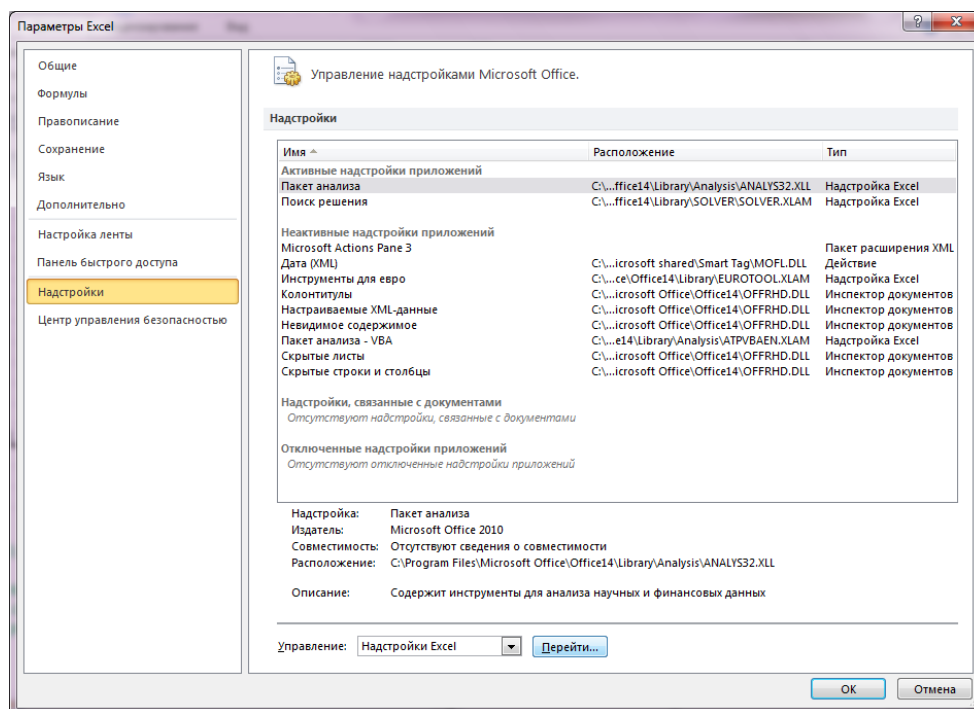 Параметры Excel
Общие
Формулы
Правописание
Сохранение
Язык
Дополнительно
Настройка ленты
Панель быстрого доступа
Надстройки
Центр управления безопасностью
Управление надстройками Microsoft Office.
Надстройки
Имя Расположение Тип
Активные надстройки приложений
Пакет анализа C:\...ffice14\Library\Analysis\ANALYS32.XLL Надстройка Excel
Поиск решения C:\...ffice14\Library\SOLVER\SOLVER.XLAM Надстройка Excel
Неактивные надстройки приложений
Microsoft Actions Pane 3 Пакет расширения XML
Дата (XML) C:\...icrosoft shared\Smart Tag\MOFL.DLL Действие
Инструменты для евро C:\...ce\Office14\Library\EUROTOOL.XLAM Надстройка Excel
Колонтитулы C:\...icrosoft Office\Office14\OFFRHD.DLL Инспектор документов
Настраиваемые XML-данные C:\...icrosoft Office\Office14\OFFRHD.DLL Инспектор документов
Невидимое содержимое C:\...icrosoft Office\Office14\OFFRHD.DLL Инспектор документов
Пакет анализа - VBA C:\...e14\Library\Analysis\ATPVBAEN.XLAM Надстройка Excel
Скрытые листы C:\...icrosoft Office\Office14\OFFRHD.DLL Инспектор документов
Скрытые строки и столбцы C:\...icrosoft Office\Office14\OFFRHD.DLL Инспектор документов
Надстройки, связанные с документами
Отсутствуют надстройки, связанные с документами
Отключенные надстройки приложений
Отсутствуют отключенные надстройки приложений
Надстройка: Пакет анализа
Издатель: Microsoft Office 2010
Совместимость: Отсутствуют сведения о совместимости
Расположение: C:\Program Files\Microsoft Office\Office14\Library\Analysis\ANALYS32.XLL
Описание: Содержит инструменты для анализа научных и финансовых данных
Управление: Надстройки Excel Перейти...
ОК Отмена